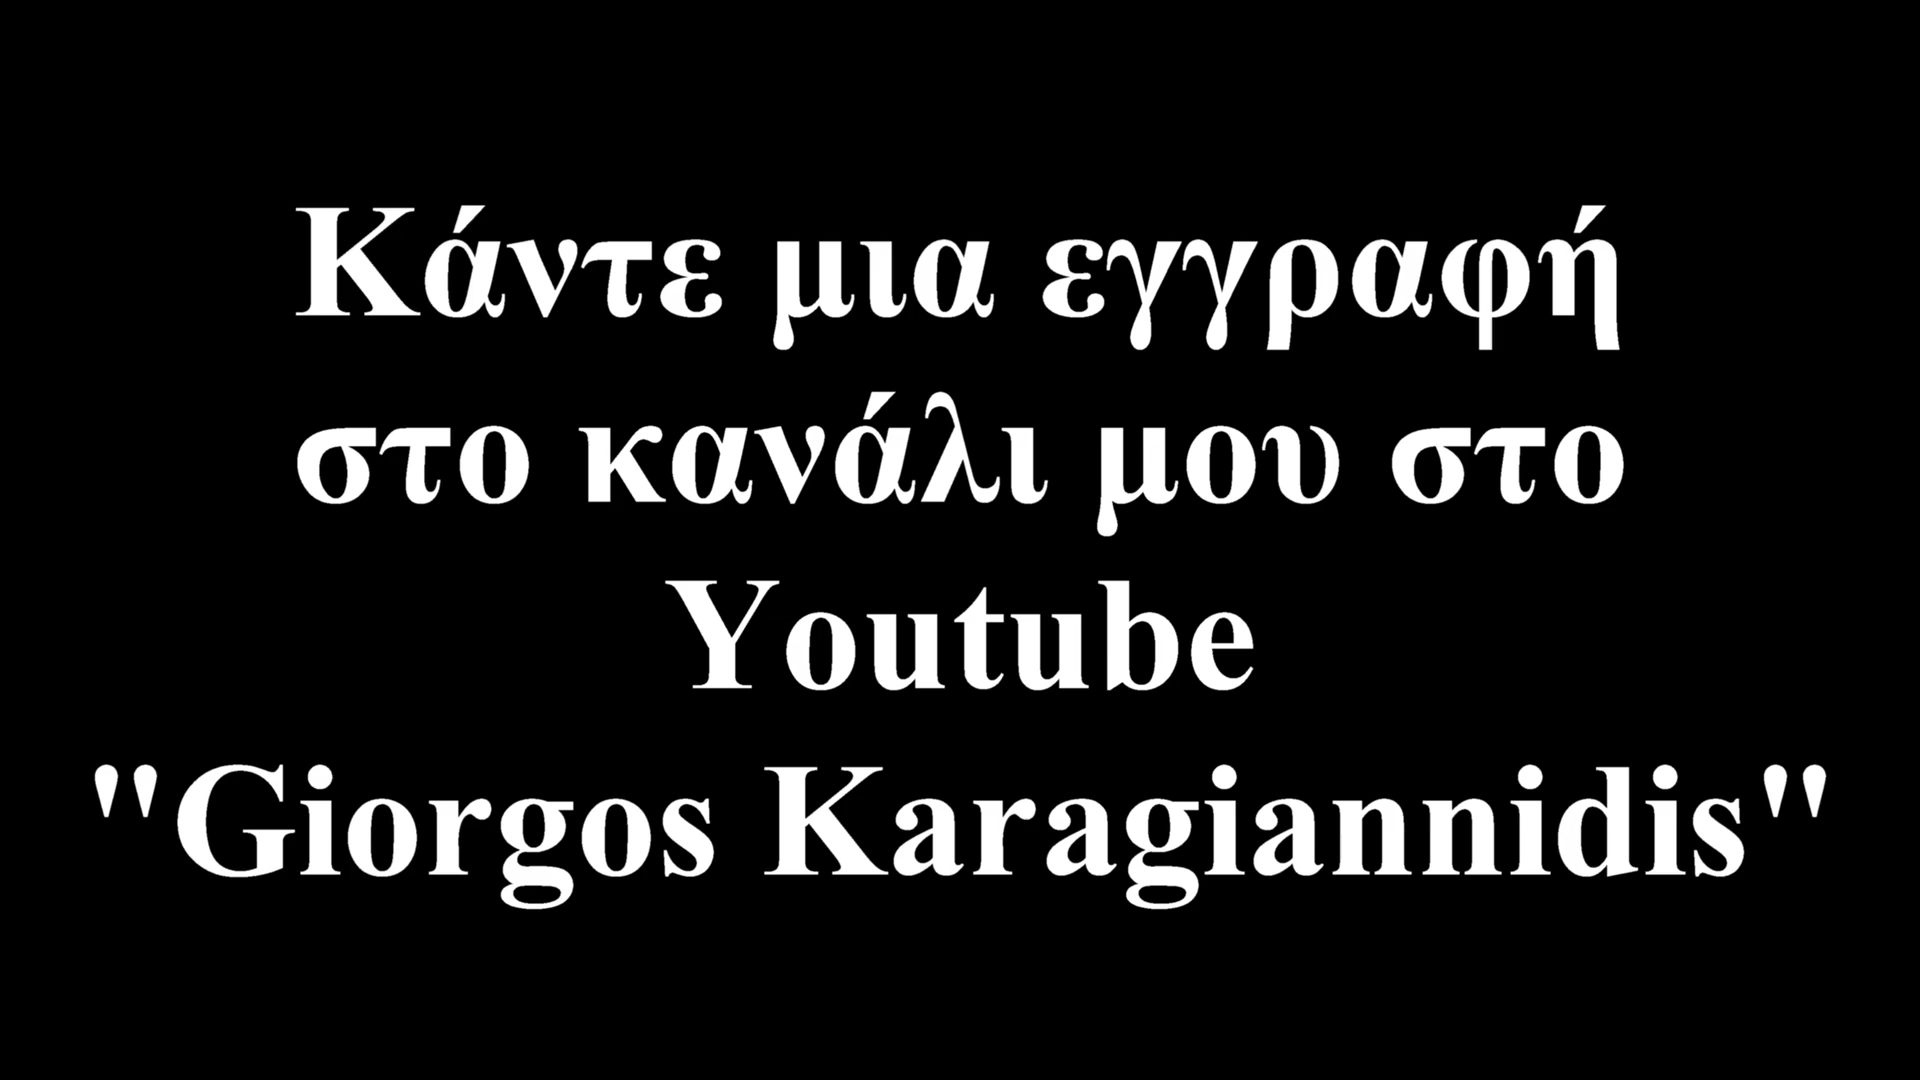 Κάντε μια εγγραφή
στο κανάλι μου στο
Youtube
"Giorgos Karagiannidis"